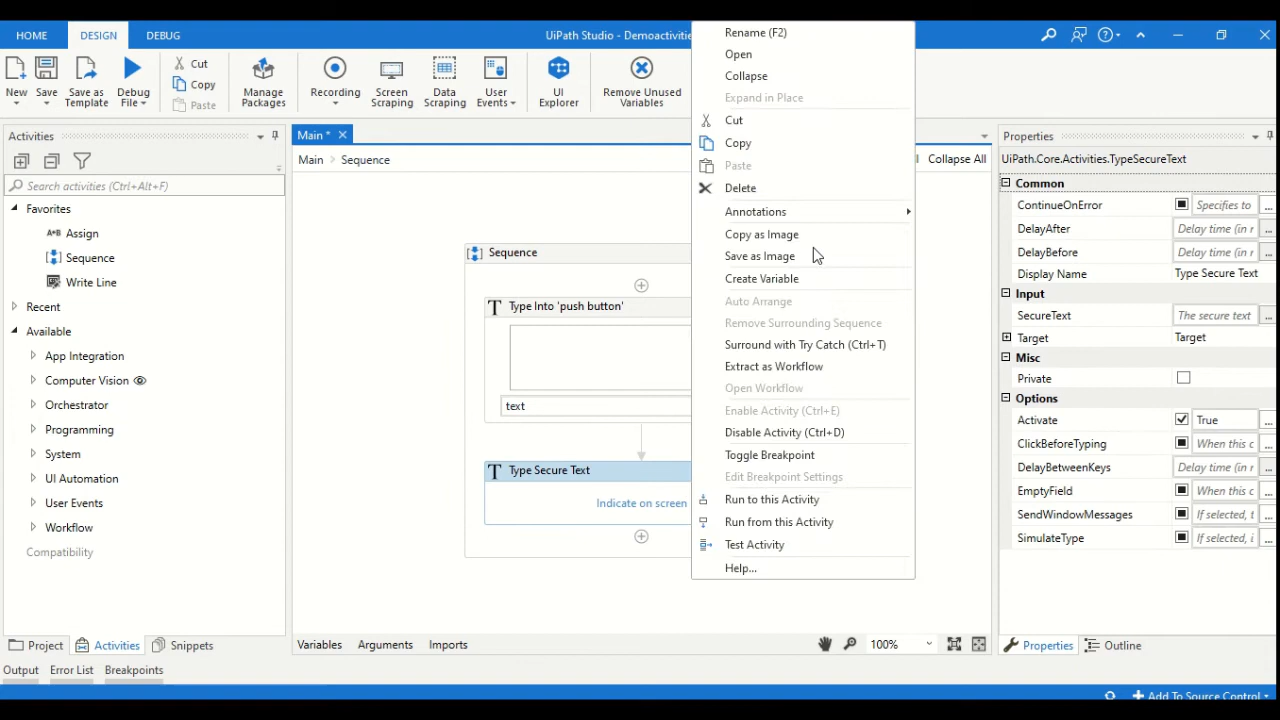 HOME
DESIGN
DEBUG
UiPath Studio - Demoactivitie
New
Save
Save as Template
Debug File
Cut
Copy
Paste
Manage Packages
Recording
Screen Scraping
Data Scraping
User Events
UI Explorer
Remove Unused Variables
Activities
Search activities (Ctrl+Alt+F)
Favorites
Assign
Sequence
Write Line
Recent
Available
App Integration
Computer Vision
Orchestrator
Programming
System
UI Automation
User Events
Workflow
Compatibility
Project
Activities
Snippets
Output
Error List
Breakpoints
Main *
Main > Sequence
Collapse All
Sequence
Type Into 'push button'
text
Type Secure Text
Indicate on screen
Variables
Arguments
Imports
100%
Rename (F2)
Open
Collapse
Expand in Place
Cut
Copy
Paste
Delete
Annotations
Copy as Image
Save as Image
Create Variable
Auto Arrange
Remove Surrounding Sequence
Surround with Try Catch (Ctrl+T)
Extract as Workflow
Open Workflow
Enable Activity (Ctrl+E)
Disable Activity (Ctrl+D)
Toggle Breakpoint
Edit Breakpoint Settings
Run to this Activity
Run from this Activity
Test Activity
Help...
Properties
UiPath.Core.Activities.TypeSecureText
Common
ContinueOnError Specifies to ...
DelayAfter Delay time (in r ...
DelayBefore Delay time (in r ...
Display Name Type Secure Text
Input
SecureText The secure text ...
Target Target
Misc
Private
Options
Activate True ...
ClickBeforeTyping When this c ...
DelayBetweenKeys Delay time (in r ...
EmptyField When this c ...
SendWindowMessages If selected, t ...
SimulateType If selected, i ...
Properties
Outline
Add To Source Control